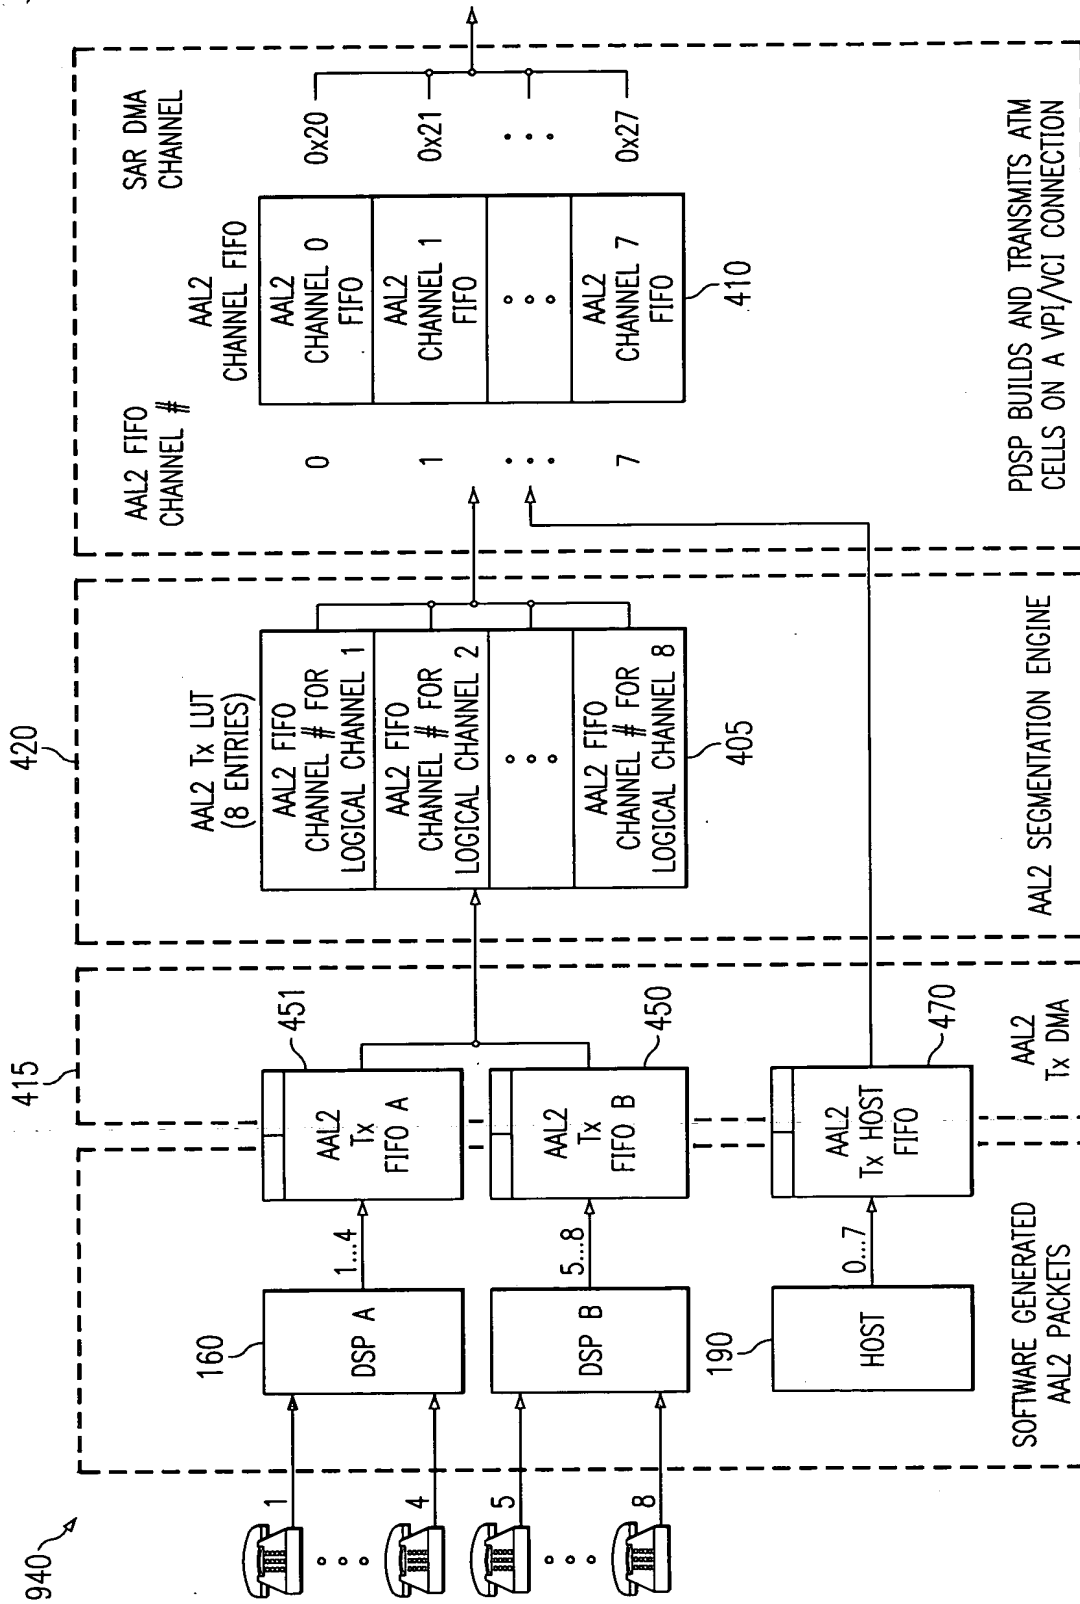 940
1
4
5
8
160
DSP A
DSP B
190
HOST
SOFTWARE GENERATED
AAL2 PACKETS
1...4
5...8
0...7
415
451
AAL2
Tx
FIFO A
450
AAL2
Tx
FIFO B
470
AAL2
Tx HOST
FIFO
AAL2
Tx DMA
420
AAL2 Tx LUT
(8 ENTRIES)
AAL2 FIFO
CHANNEL # FOR
LOGICAL CHANNEL 1
AAL2 FIFO
CHANNEL # FOR
LOGICAL CHANNEL 2
AAL2 FIFO
CHANNEL # FOR
LOGICAL CHANNEL 8
405
AAL2 SEGMENTATION ENGINE
AAL2 FIFO
CHANNEL #
0
1
7
AAL2
CHANNEL FIFO
AAL2
CHANNEL 0
FIFO
AAL2
CHANNEL 1
FIFO
AAL2
CHANNEL 7
FIFO
410
SAR DMA
CHANNEL
0x20
0x21
0x27
PDSP BUILDS AND TRANSMITS ATM
CELLS ON A VPI/VCI CONNECTION